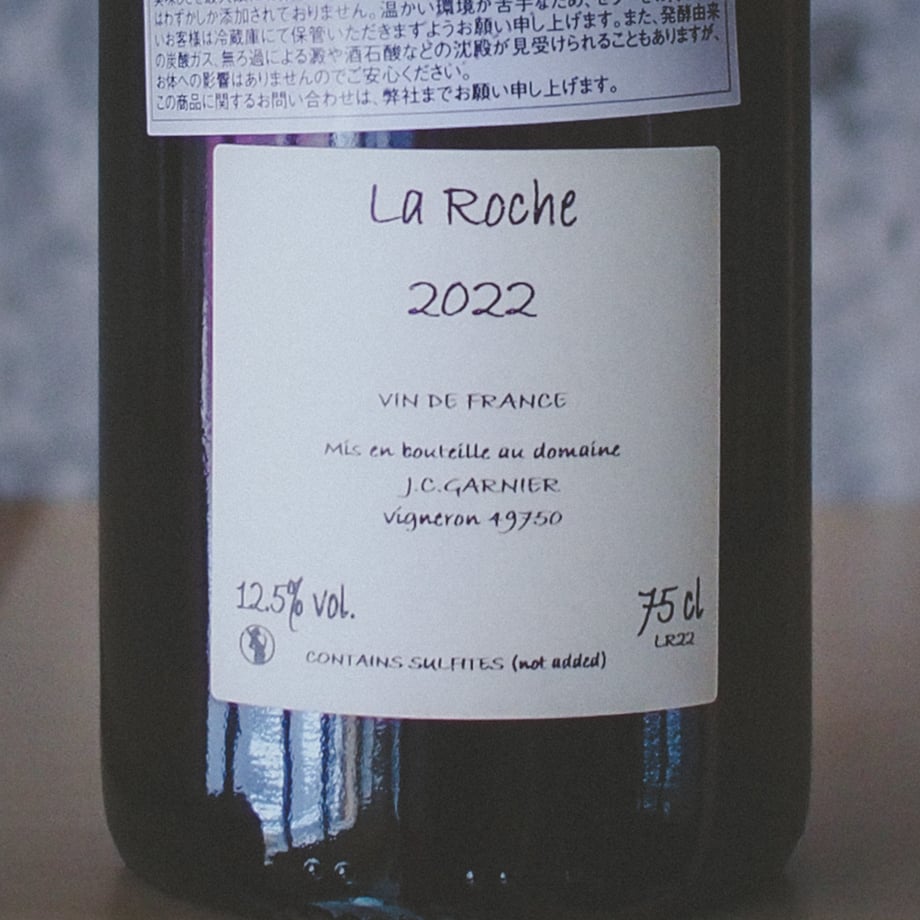 はわずかしか添加されておりません。温かい環境が苦手なため、
いお客様は冷蔵庫にて保管いただきますようお願い申し上げます。また、発酵由来
の炭酸ガス、無ろ過による澱や酒石酸などの沈殿が見受けられることもありますが、
お体への影響はありませんのでご安心ください。
この商品に関するお問い合わせは、弊社までお願い申し上げます。
La Roche
2022
VIN DE FRANCE
Mis en bouteille au domaine
J.C.GARNIER
vigneron 49750
12.5% vol.
75 cl
LR22
CONTAINS SULFITES (not added)